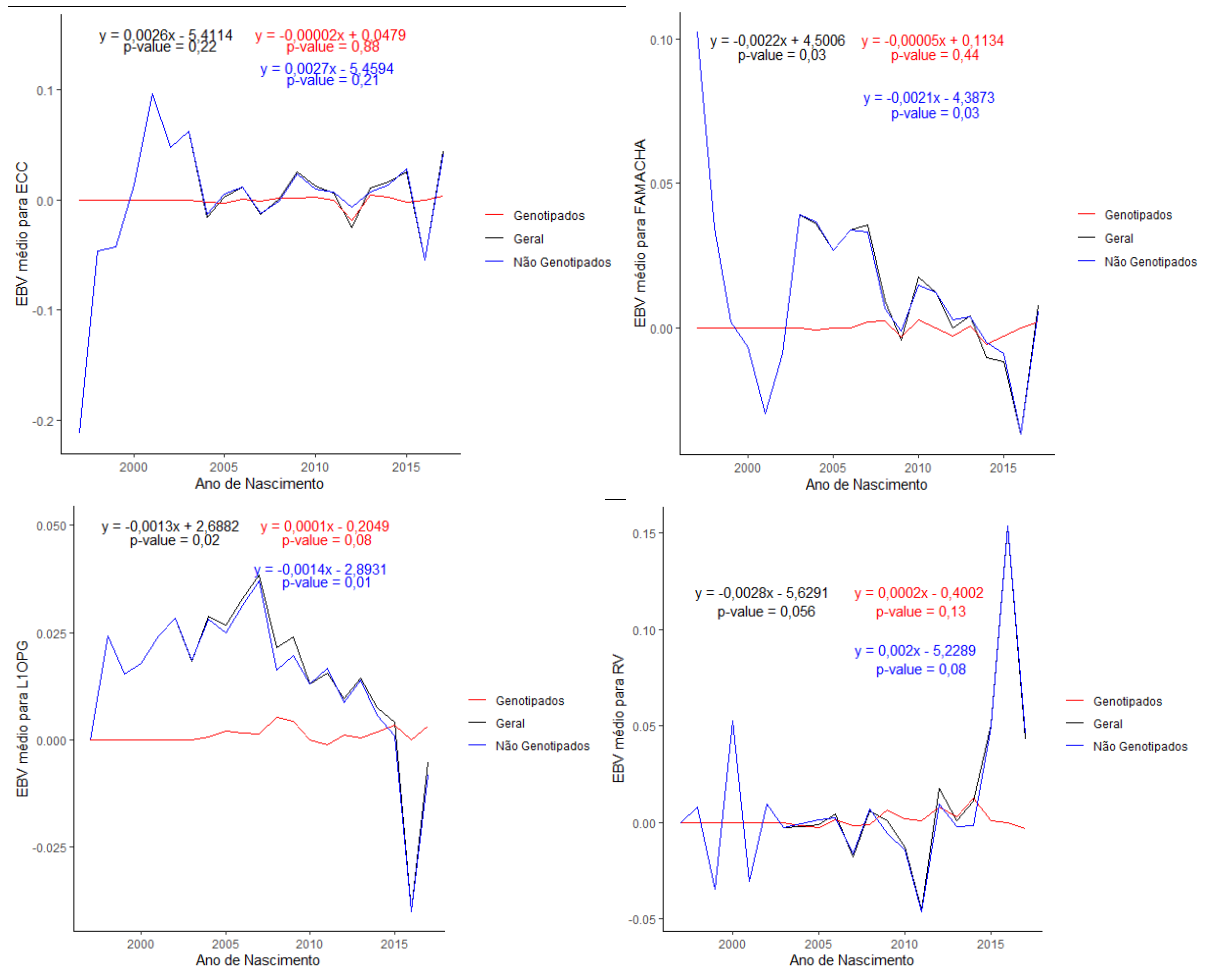 y = 0,0026x - 5,4114
p-value = 0,22
y = -0,00002x + 0,0479
p-value = 0,88
y = 0,0027x - 5,4594
p-value = 0,21
0.1
0.0
-0.1
-0.2
EBV médio para ECC
2000 2005 2010 2015
Ano de Nascimento
Genotipados
Geral
Não Genotipados
y = -0,0022x + 4,5006
p-value = 0,03
y = -0,00005x + 0,1134
p-value = 0,44
y = -0,0021x - 4,3873
p-value = 0,03
0.10
0.05
0.00
EBV médio para FAMACHA
2000 2005 2010 2015
Ano de Nascimento
Genotipados
Geral
Não Genotipados
y = -0,0013x + 2,6882
p-value = 0,02
y = 0,0001x - 0,2049
p-value = 0,08
y = -0,0014x - 2,8931
p-value = 0,01
0.050
0.025
0.000
-0.025
EBV médio para L1OPG
2000 2005 2010 2015
Ano de Nascimento
Genotipados
Geral
Não Genotipados
y = -0,0028x - 5,6291
p-value = 0,056
y = 0,0002x - 0,4002
p-value = 0,13
y = 0,002x - 5,2289
p-value = 0,08
0.15
0.10
0.05
0.00
-0.05
EBV médio para RV
2000 2005 2010 2015
Ano de Nascimento
Genotipados
Geral
Não Genotipados